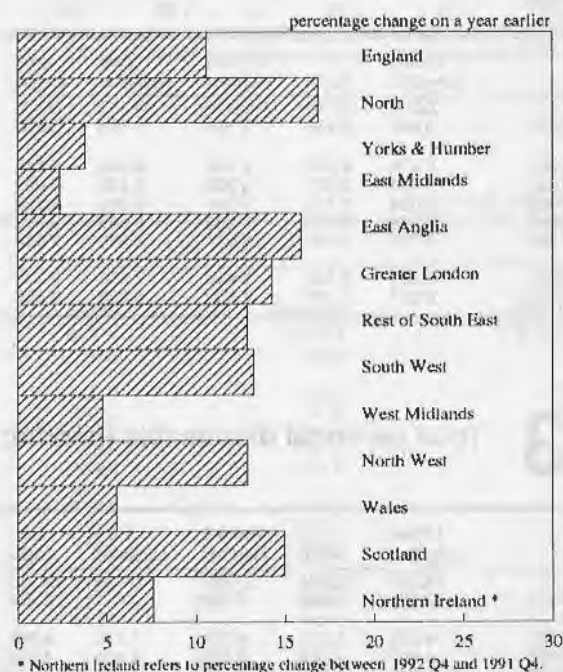 percentage change on a year earlier
England
North
Yorks & Humber
East Midlands
East Anglia
Greater London
Rest of South East
South West
West Midlands
North West
Wales
Scotland
Northern Ireland *
0 5 10 15 20 25 30
* Northern Ireland refers to percentage change between 1992 Q4 and 1991 Q4.
3